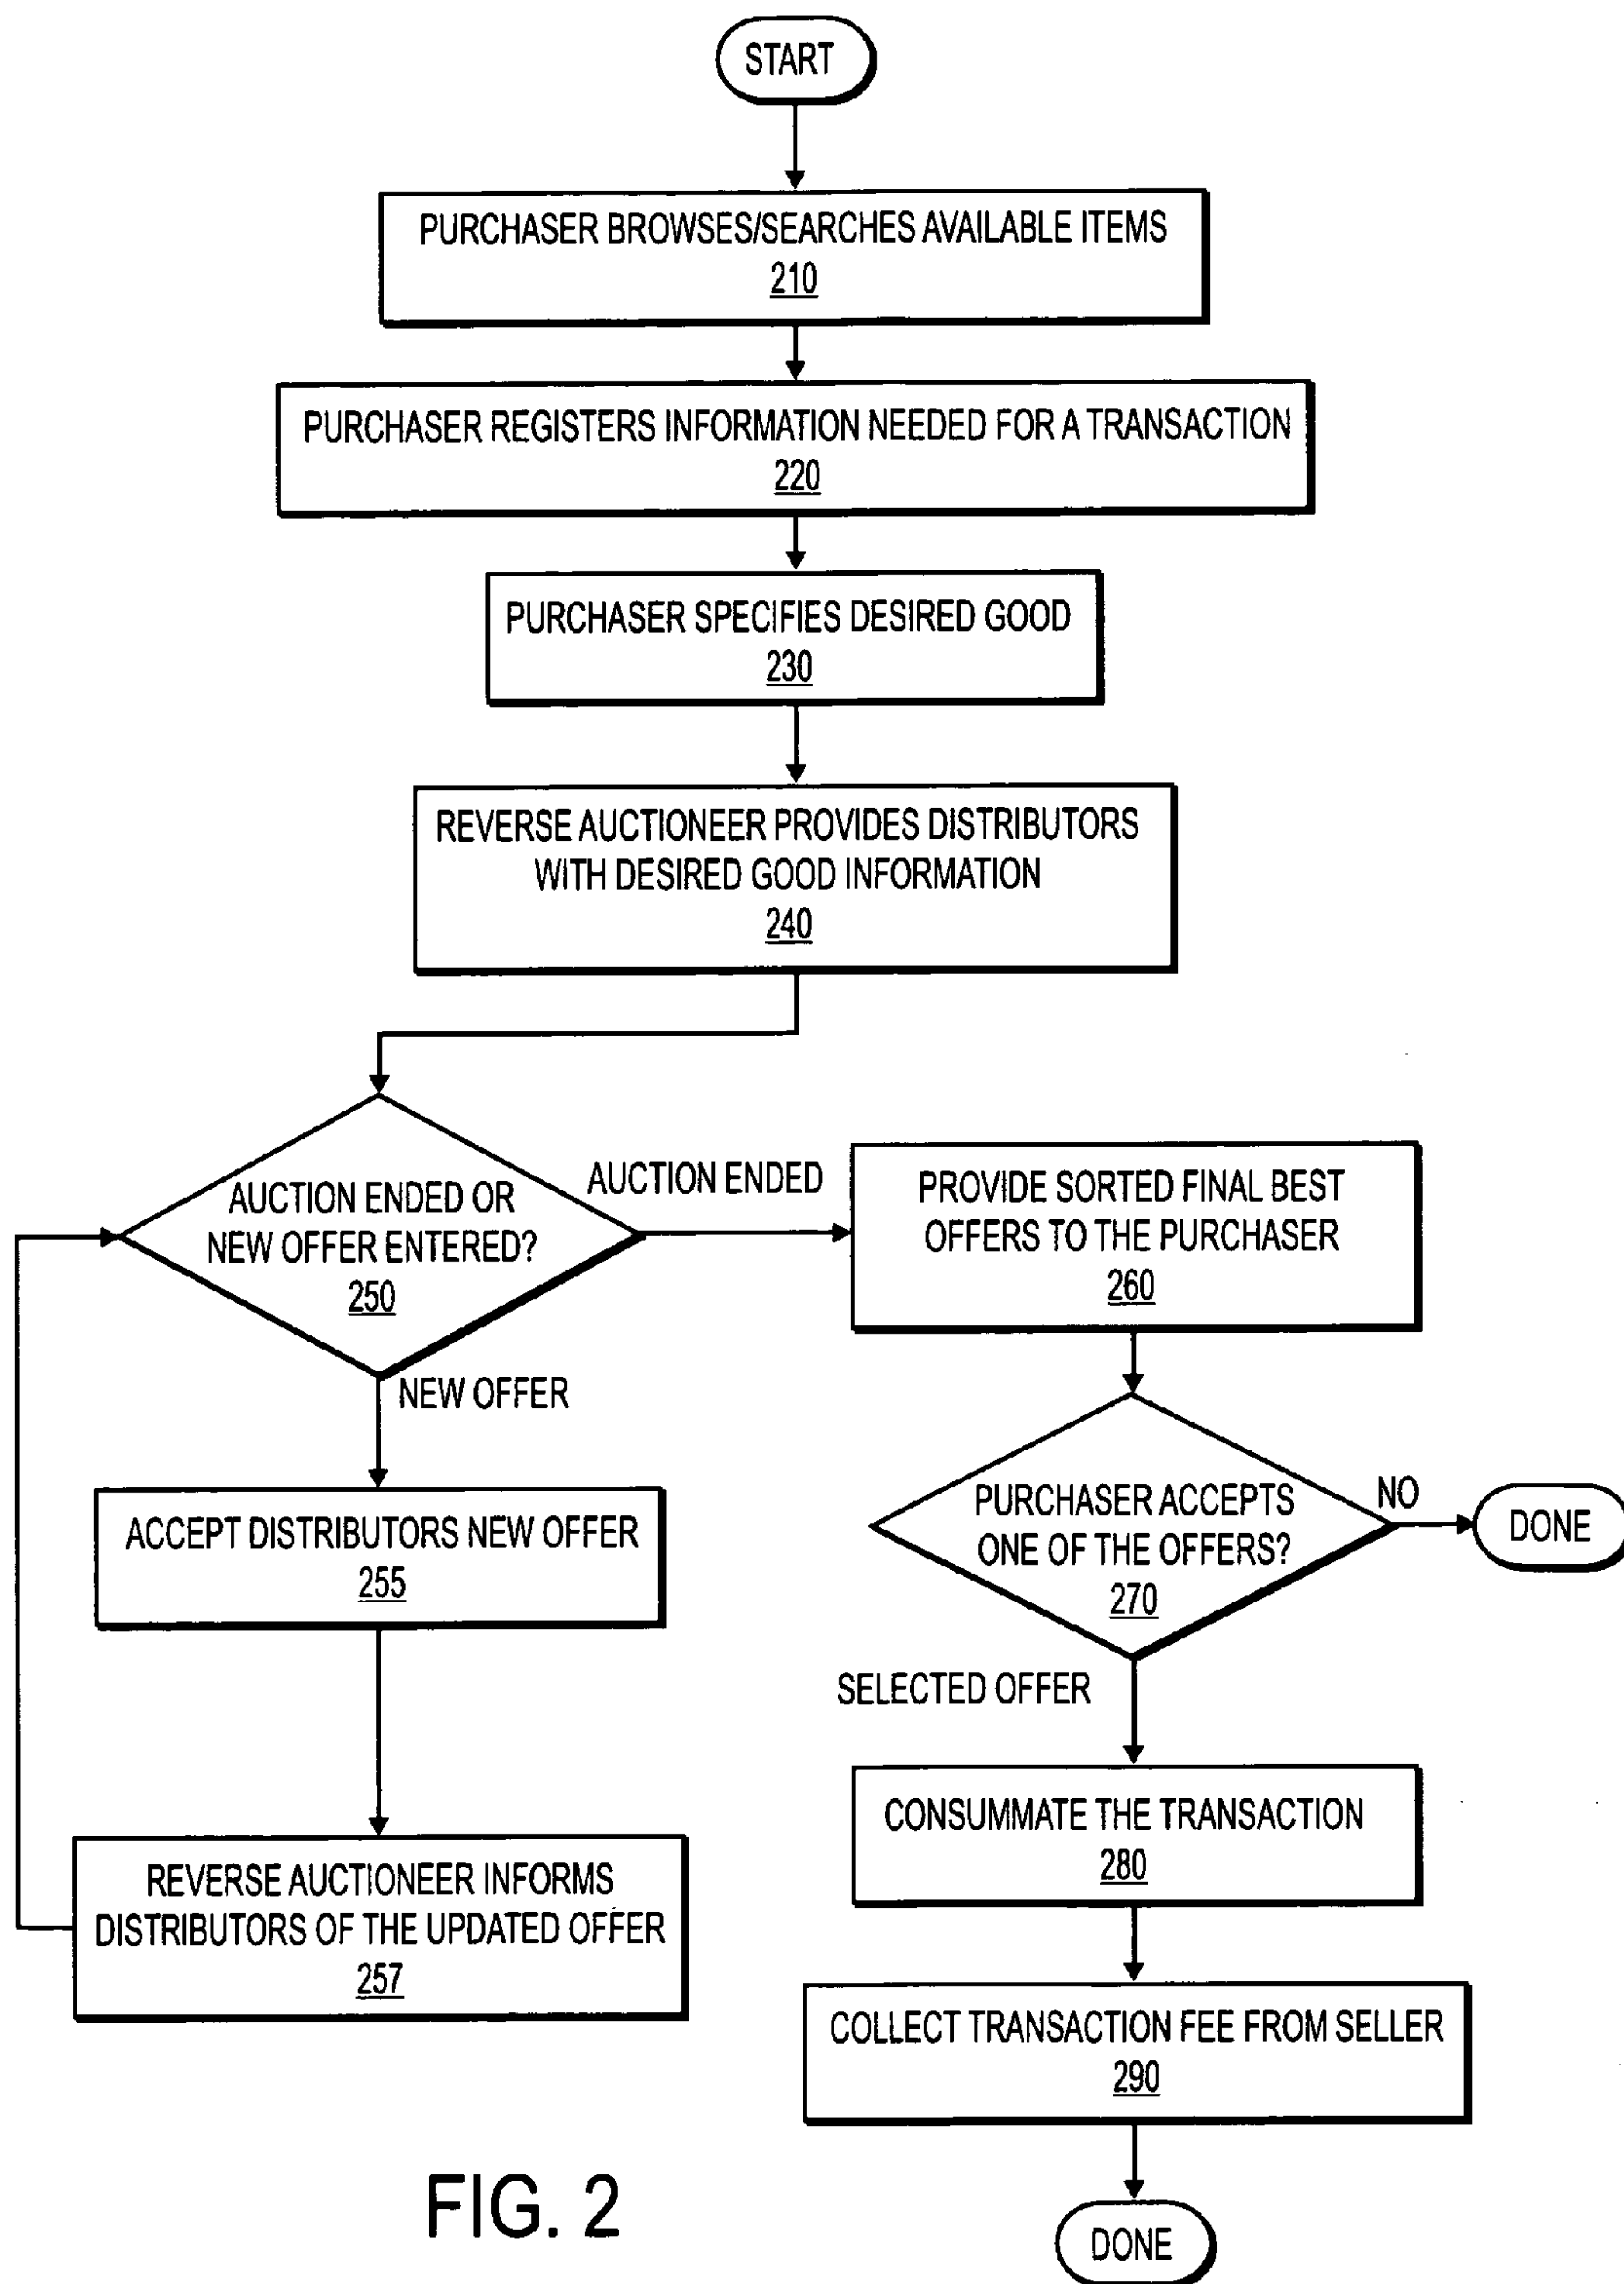 START
PURCHASER BROWSES/SEARCHES AVAILABLE ITEMS
210
PURCHASER REGISTERS INFORMATION NEEDED FOR A TRANSACTION
220
PURCHASER SPECIFIES DESIRED GOOD
230
REVERSE AUCTIONEER PROVIDES DISTRIBUTORS
WITH DESIRED GOOD INFORMATION
240
AUCTION ENDED OR
NEW OFFER ENTERED?
250
AUCTION ENDED
PROVIDE SORTED FINAL BEST
OFFERS TO THE PURCHASER
260
NEW OFFER
ACCEPT DISTRIBUTORS NEW OFFER
255
PURCHASER ACCEPTS
ONE OF THE OFFERS?
270
NO
DONE
SELECTED OFFER
REVERSE AUCTIONEER INFORMS
DISTRIBUTORS OF THE UPDATED OFFER
257
CONSUMMATE THE TRANSACTION
280
COLLECT TRANSACTION FEE FROM SELLER
290
DONE
FIG. 2